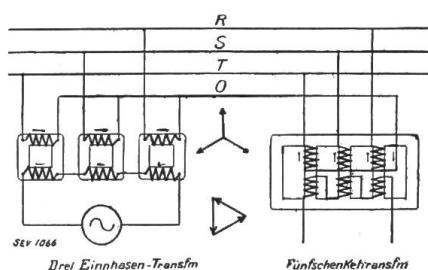 R
S
T
O
SEV 1066
Drei Einphasen-Transfm
Fünfschenkeltransfm